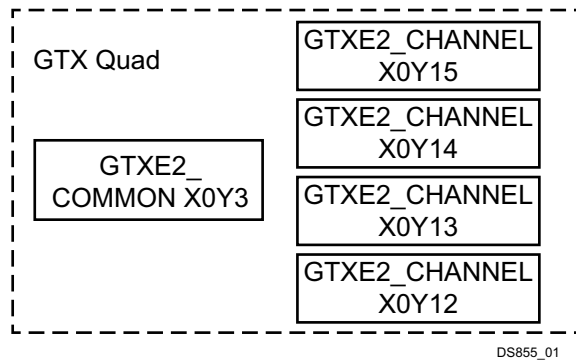 GTX Quad
GTXE2_
COMMON X0Y3
GTXE2_CHANNEL
X0Y15
GTXE2_CHANNEL
X0Y14
GTXE2_CHANNEL
X0Y13
GTXE2_CHANNEL
X0Y12
DS855_01